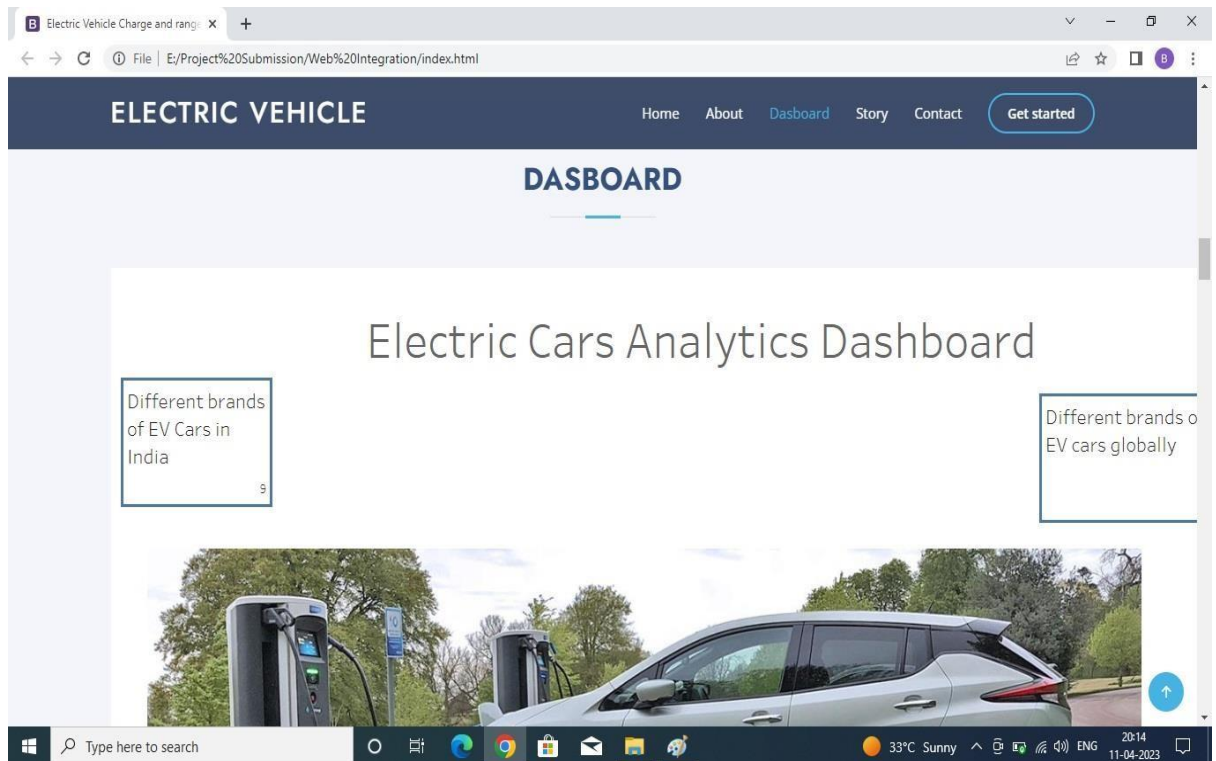 Electric Vehicle Charge and range
File | E:/Project%20Submission/Web%20Integration/index.html
B
ELECTRIC VEHICLE
Home About Dasboard Story Contact Get started
DASBOARD
Electric Cars Analytics Dashboard
Different brands
of EV Cars in
India
9
Different brands o
EV cars globally
Type here to search
33°C Sunny
ENG
20:14
11-04-2023